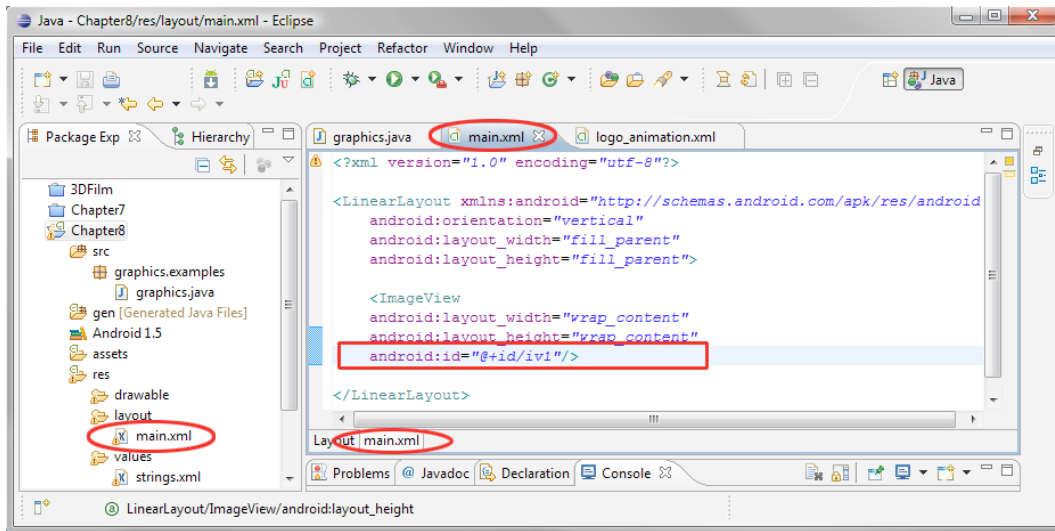 Java - Chapter8/res/layout/main.xml - Eclipse
File Edit Run Source Navigate Search Project Refactor Window Help
Java
Package Exp Hierarchy
3DFilm
Chapter7
Chapter8
src
graphics.examples
graphics.java
gen [Generated Java Files]
Android 1.5
assets
res
drawable
layout
main.xml
values
strings.xml
graphics.java main.xml logo_animation.xml
<?xml version="1.0" encoding="utf-8"?>
<LinearLayout xmlns:android="http://schemas.android.com/apk/res/android
android:orientation="vertical"
android:layout_width="fill_parent"
android:layout_height="fill_parent">
<ImageView
android:layout_width="wrap_content"
android:layout_height="wrap_content"
android:id="@+id/iv1"/>
</LinearLayout>
Layout main.xml
Problems @ Javadoc Declaration Console
LinearLayout/ImageView/android:layout_height